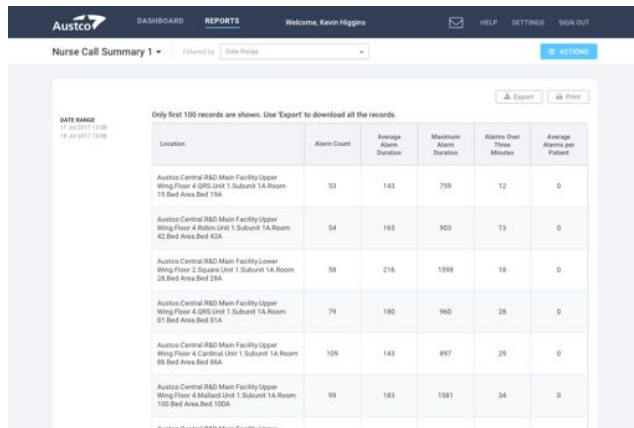 Austco
DASHBOARD REPORTS Welcome, Kevin Higgins HELP SETTINGS SIGN OUT
Nurse Call Summary 1 Filtered by Date Range ACTIONS
Export Print
Only first 100 records are shown. Use 'Export' to download all the records.
DATE RANGE
17 Jul 2017 13:08 -
18 Jul 2017 13:08
Location Alarm Count Average Alarm Duration Maximum Alarm Duration Alarms Over Three Minutes Average Alarms per Patient
Austco.Central.R&D.Main Facility.Upper
Wing.Floor 4.QRS.Unit 1.Subunit 1A.Room
19.Bed Area.Bed 19A
53 143 759 12 0
Austco.Central.R&D.Main Facility.Upper
Wing.Floor 4.Robin.Unit 1.Subunit 1A.Room
42.Bed Area.Bed 42A
54 165 903 13 0
Austco.Central.R&D.Main Facility.Lower
Wing.Floor 2.Square.Unit 1.Subunit 1A.Room
28.Bed Area.Bed 28A
58 216 1598 18 0
Austco.Central.R&D.Main Facility.Upper
Wing.Floor 4.QRS.Unit 1.Subunit 1A.Room
01.Bed Area.Bed 01A
79 180 960 28 0
Austco.Central.R&D.Main Facility.Upper
Wing.Floor 4.Cardinal.Unit 1.Subunit 1A.Room
86.Bed Area.Bed 86A
109 143 897 29 0
Austco.Central.R&D.Main Facility.Upper
Wing.Floor 4.Mallard.Unit 1.Subunit 1A.Room
100.Bed Area.Bed 100A
99 183 1581 34 0